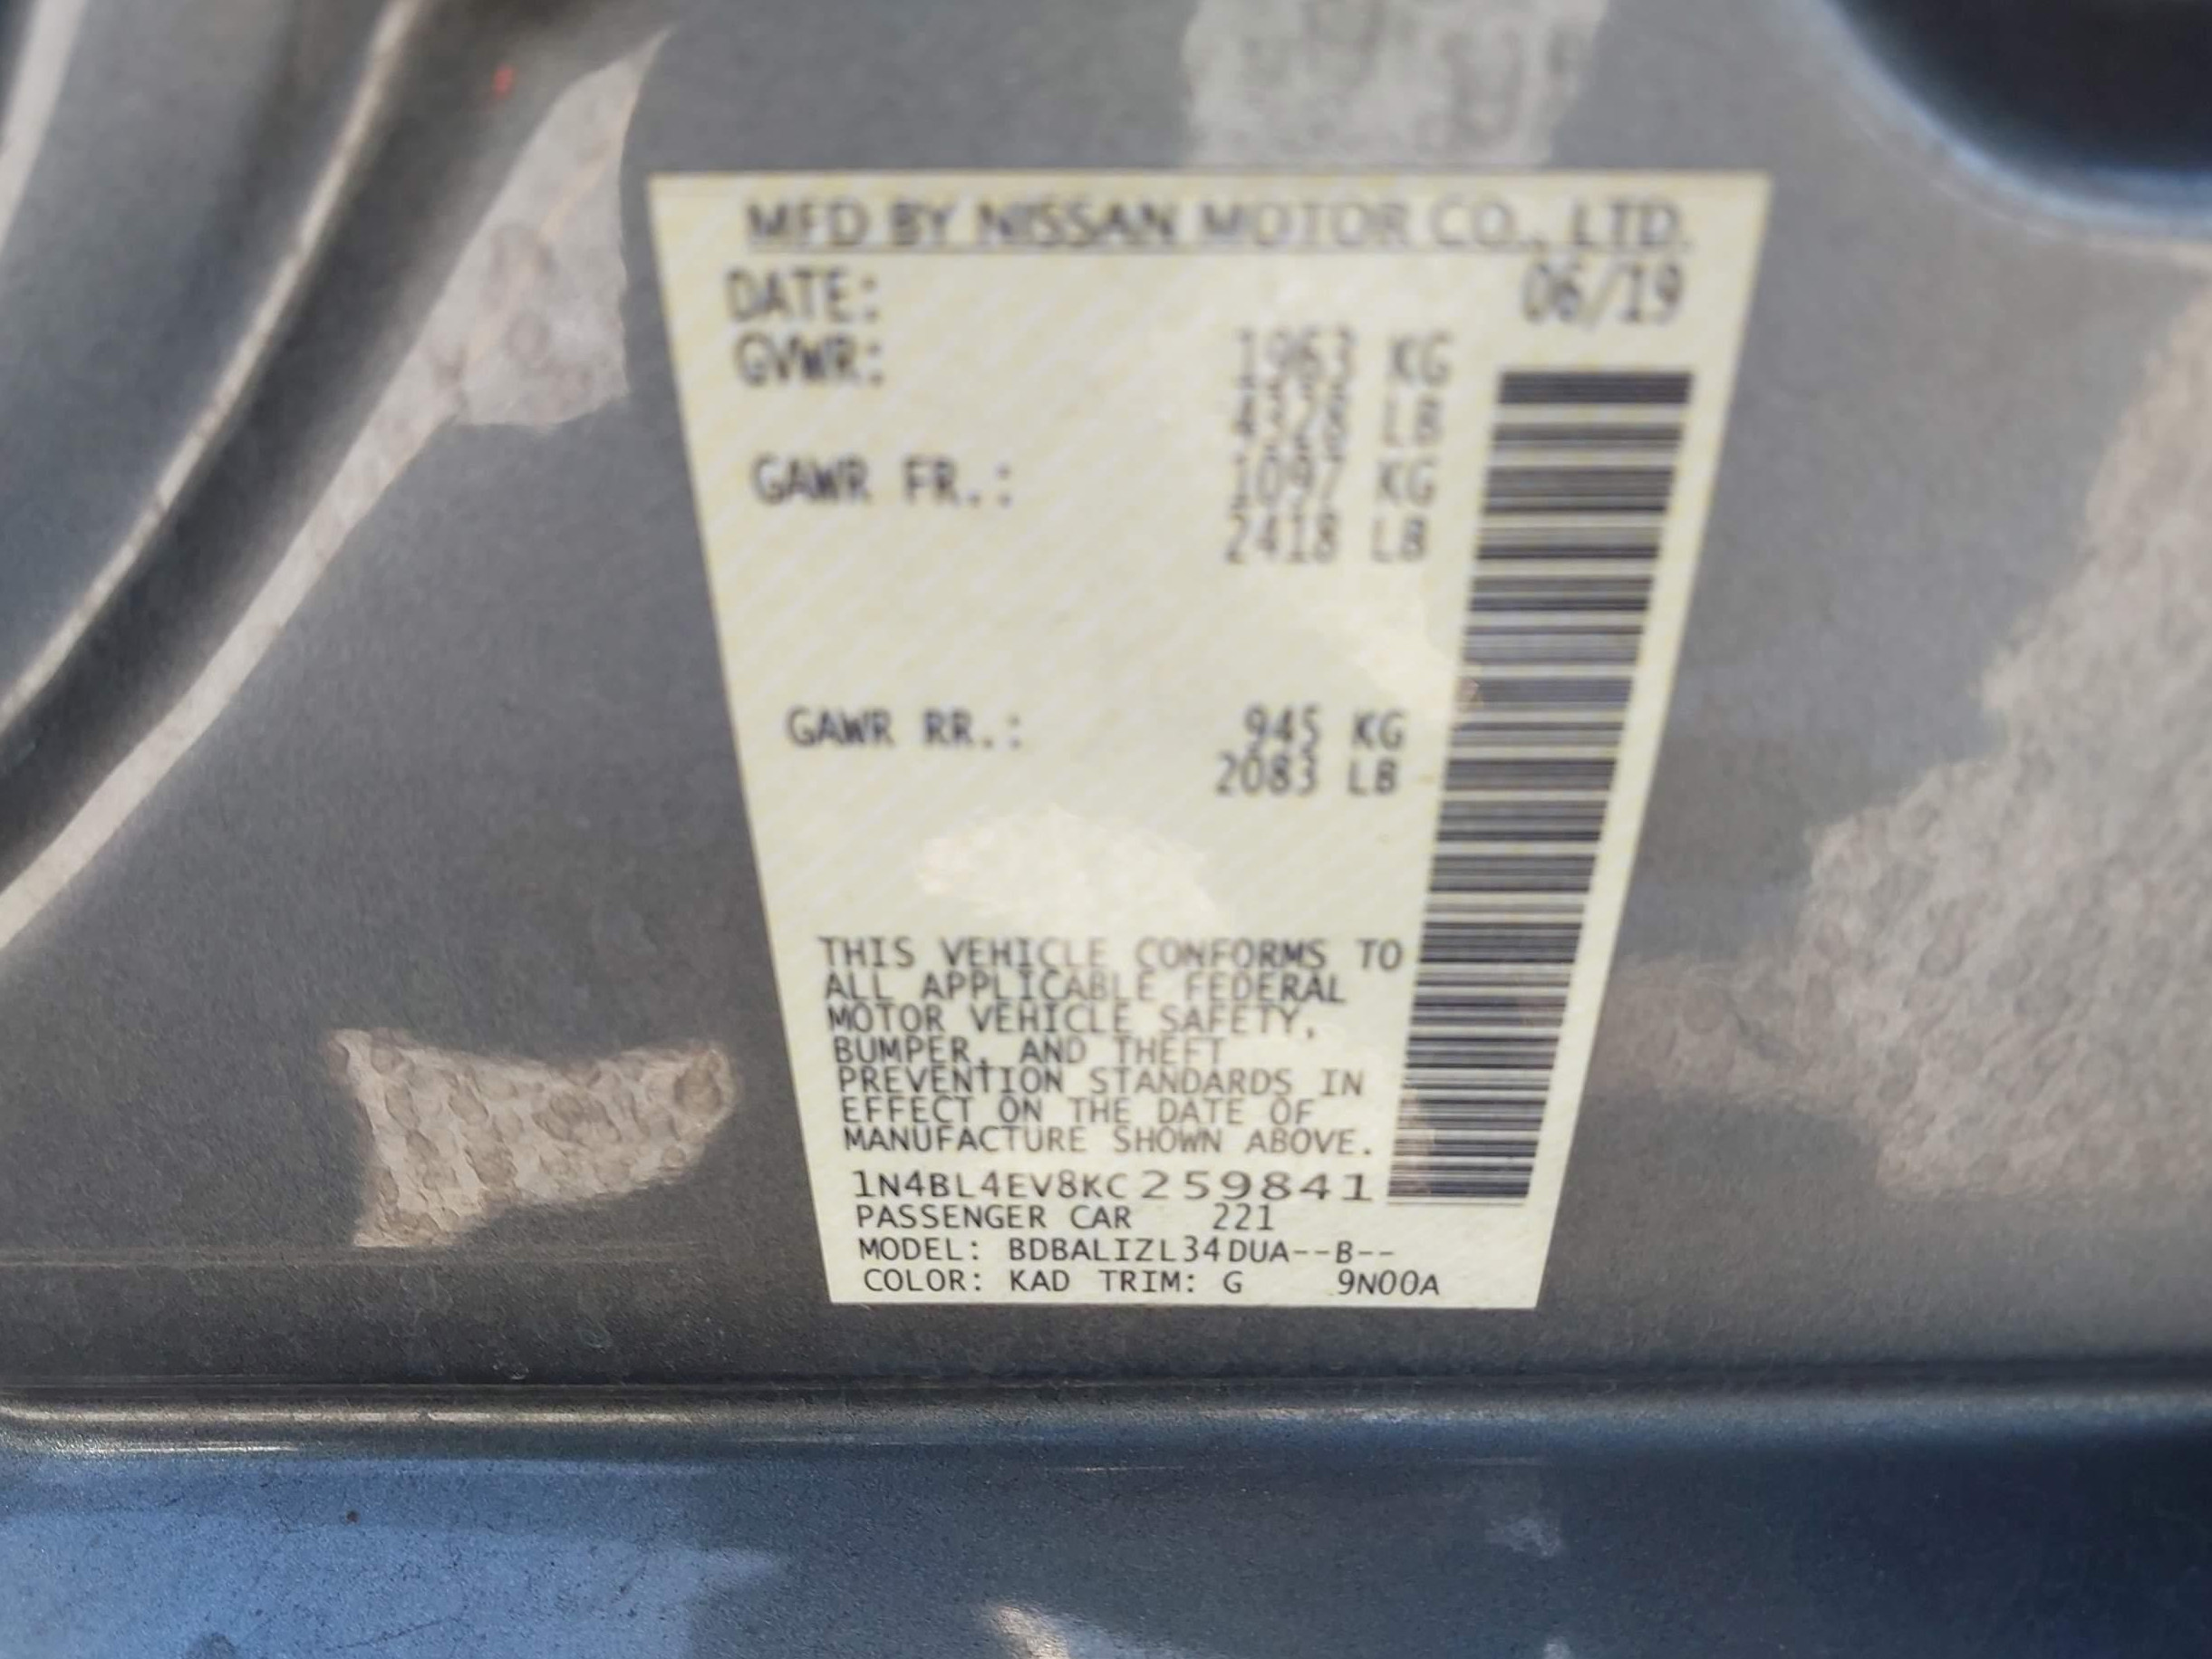 MFD BY NISSAN MOTOR CO., LTD.
DATE: 06/19
GVWR: 1963 KG
4328 LB
GAWR FR.: 1097 KG
2418 LB
GAWR RR.: 945 KG
2083 LB
THIS VEHICLE CONFORMS TO
ALL APPLICABLE FEDERAL
MOTOR VEHICLE SAFETY,
BUMPER, AND THEFT
PREVENTION STANDARDS IN
EFFECT ON THE DATE OF
MANUFACTURE SHOWN ABOVE.
1N4BL4EV8KC259841
PASSENGER CAR 221
MODEL: BDBALIZL34DUA--B--
COLOR: KAD TRIM: G 9N00A